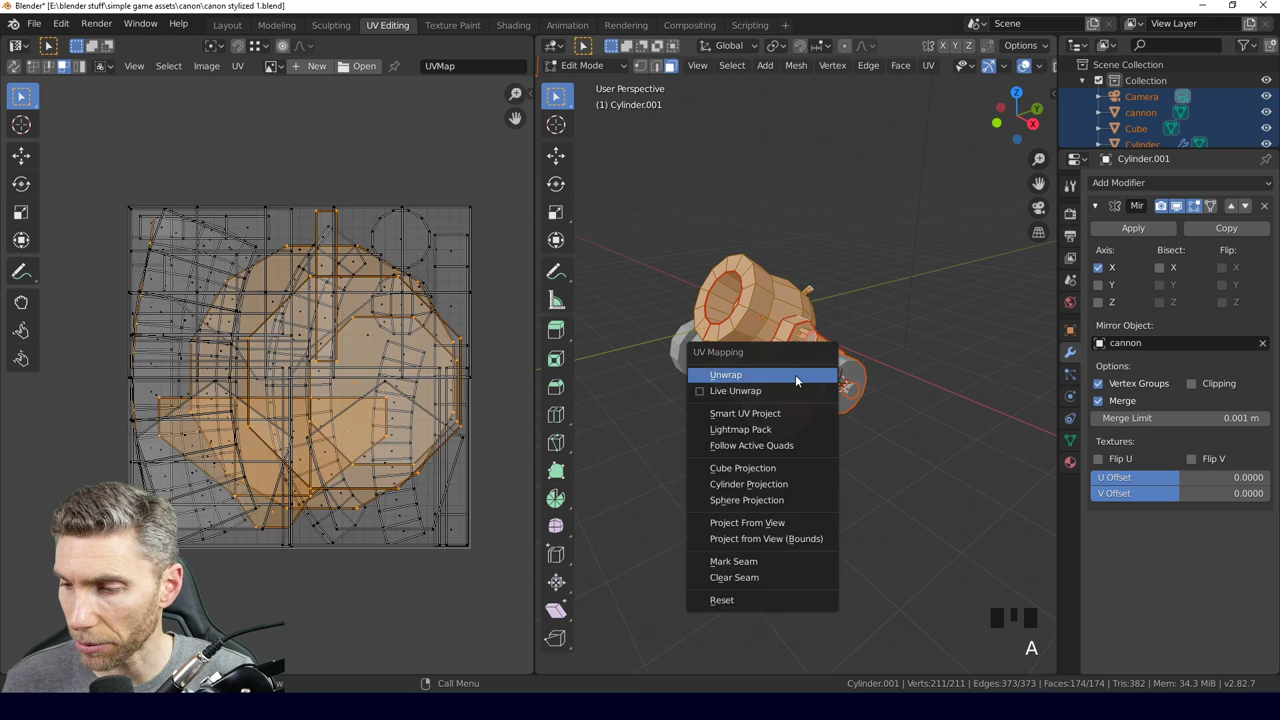 Blender* [E:\blender stuff\simple game assets\canon\canon stylized 1.blend]
File Edit Render Window Help
Layout Modeling Sculpting UV Editing Texture Paint Shading Animation Rendering Compositing Scripting +
Scene View Layer
Global Options
X Y Z
View Select Image UV New Open UVMap
Edit Mode View Select Add Mesh Vertex Edge Face UV
User Perspective
(1) Cylinder.001
Z
Y
X
Scene Collection
Collection
Camera
cannon
Cube
Cylinder
Cylinder.001
Add Modifier
Mir
Apply Copy
Axis: Bisect: Flip:
X X X
Y Y Y
Z Z Z
Mirror Object:
cannon
Options:
Vertex Groups Clipping
Merge
Merge Limit 0.001 m
Textures:
Flip U Flip V
U Offset 0.0000
V Offset 0.0000
UV Mapping
Unwrap
Live Unwrap
Smart UV Project
Lightmap Pack
Follow Active Quads
Cube Projection
Cylinder Projection
Sphere Projection
Project From View
Project from View (Bounds)
Mark Seam
Clear Seam
Reset
A
Call Menu
Cylinder.001 | Verts:211/211 | Edges:373/373 | Faces:174/174 | Tris:382 | Mem: 34.3 MiB | v2.82.7